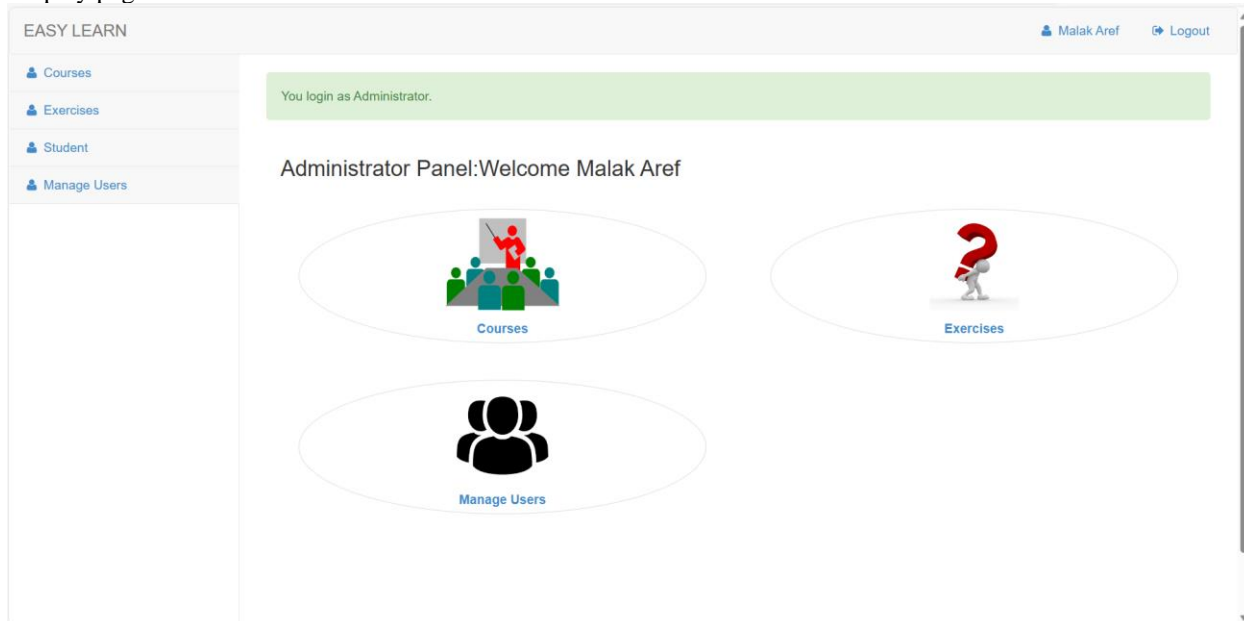 EASY LEARN
Malak Aref
Logout
Courses
Exercises
Student
Manage Users
You login as Administrator.
Administrator Panel:Welcome Malak Aref
Courses
Exercises
Manage Users